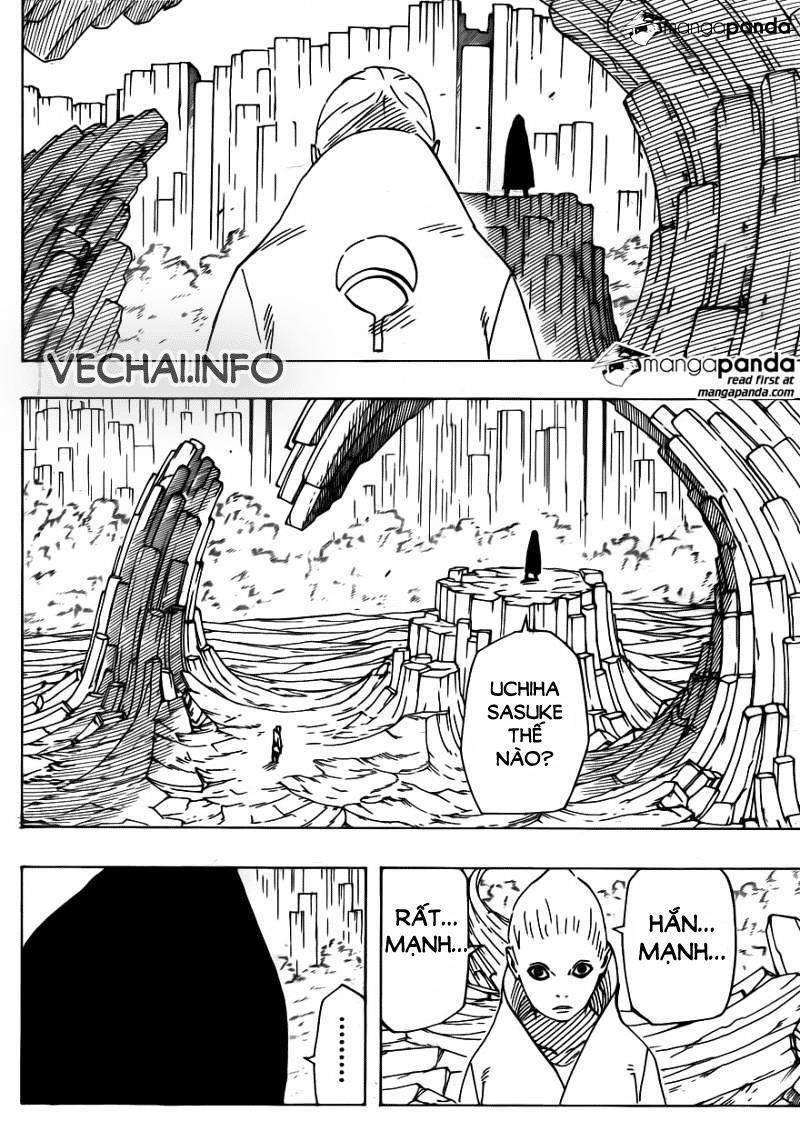 mangapanda
VECHAI.INFO
mangapanda
read first at
mangapanda.com
UCHIHA
SASUKE
THẾ
NÀO?
HẮN...
MẠNH...
RẤT...
MẠNH...
........